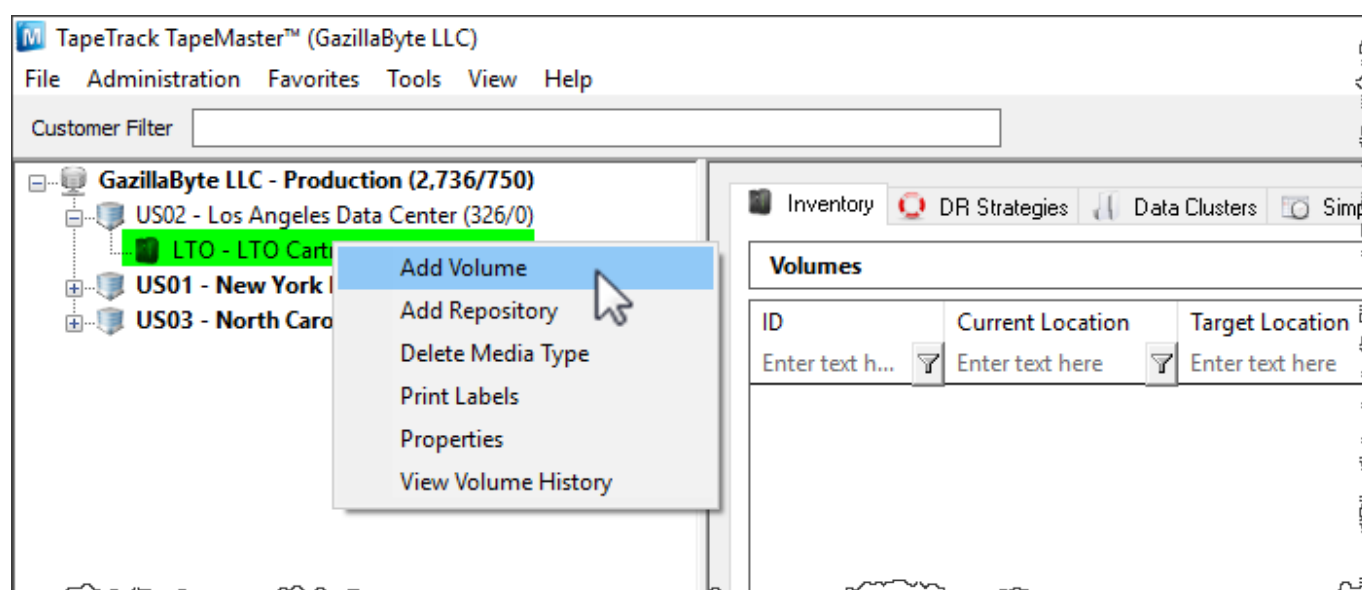 TapeTrack TapeMaster™ (GazillaByte LLC)
File Administration Favorites Tools View Help
Customer Filter
GazillaByte LLC - Production (2,736/750)
US02 - Los Angeles Data Center (326/0)
LTO - LTO
US01 - New York
US03 - North
Add Volume
Add Repository
Delete Media Type
Print Labels
Properties
View Volume History
Inventory DR Strategies Data Clusters
Volumes
ID Current Location Target Location
Enter text h... Enter text here Enter text here